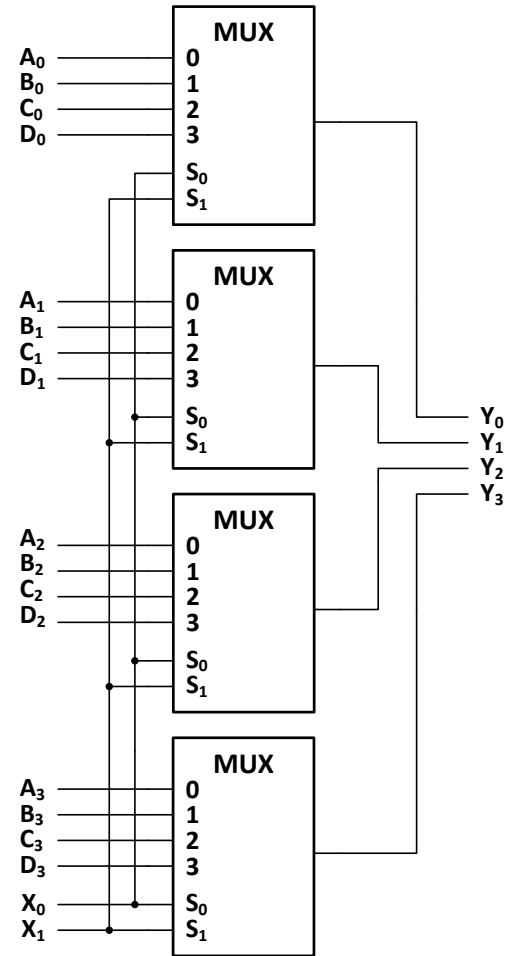 MUX
A₀ 0
B₀ 1
C₀ 2
D₀ 3
S₀
S₁
MUX
A₁ 0
B₁ 1
C₁ 2
D₁ 3
S₀
S₁
Y₀
Y₁
Y₂
Y₃
MUX
A₂ 0
B₂ 1
C₂ 2
D₂ 3
S₀
S₁
MUX
A₃ 0
B₃ 1
C₃ 2
D₃ 3
X₀ S₀
X₁ S₁